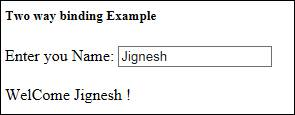 Two way binding Example
Enter you Name: Jignesh
WelCome Jignesh !